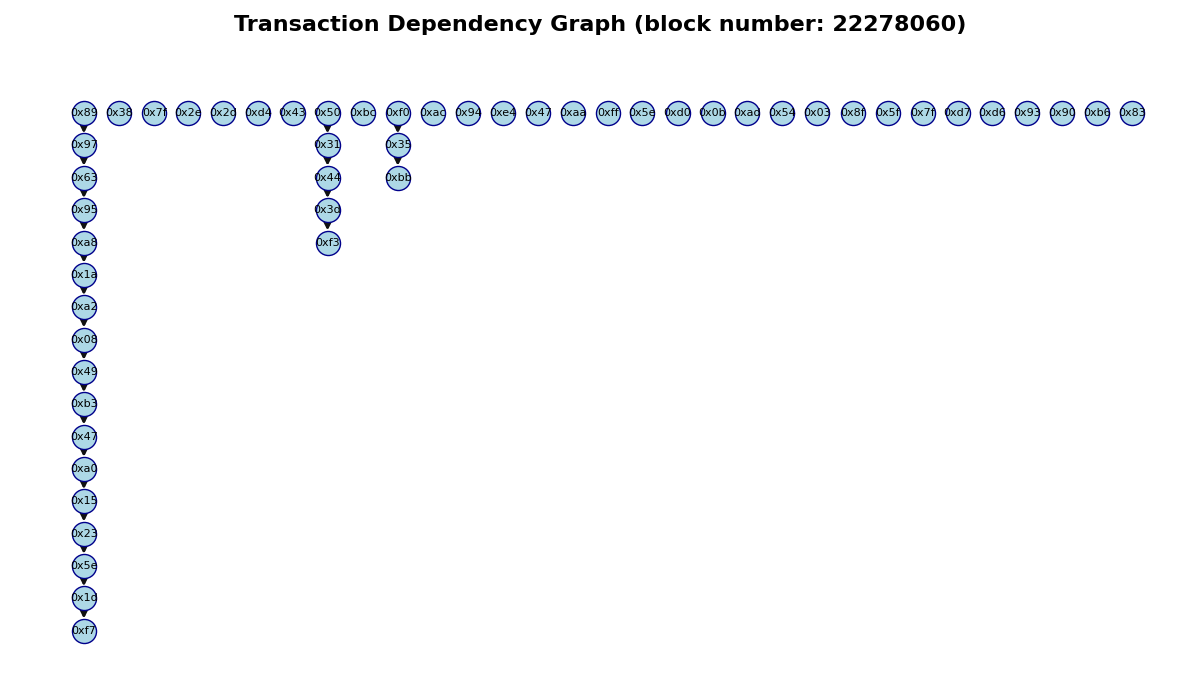 Transaction Dependency Graph (block number: 22278060)
0x89 0x38 0x7f 0x2e 0x2d 0xd4 0x43 0x50 0xbc 0xf0 0xac 0x94 0xe4 0x47 0xaa 0xff 0x5e 0xd0 0x0b 0xad 0x54 0x03 0x8f 0x5f 0x7f 0xd7 0xd6 0x93 0x90 0xb6 0x83
0x97 0x31 0x35
0x63 0x44 0xbb
0x95 0x3d
0xa8 0xf3
0x1a
0xa2
0x08
0x49
0xb3
0x47
0xa0
0x15
0x23
0x5e
0xf7